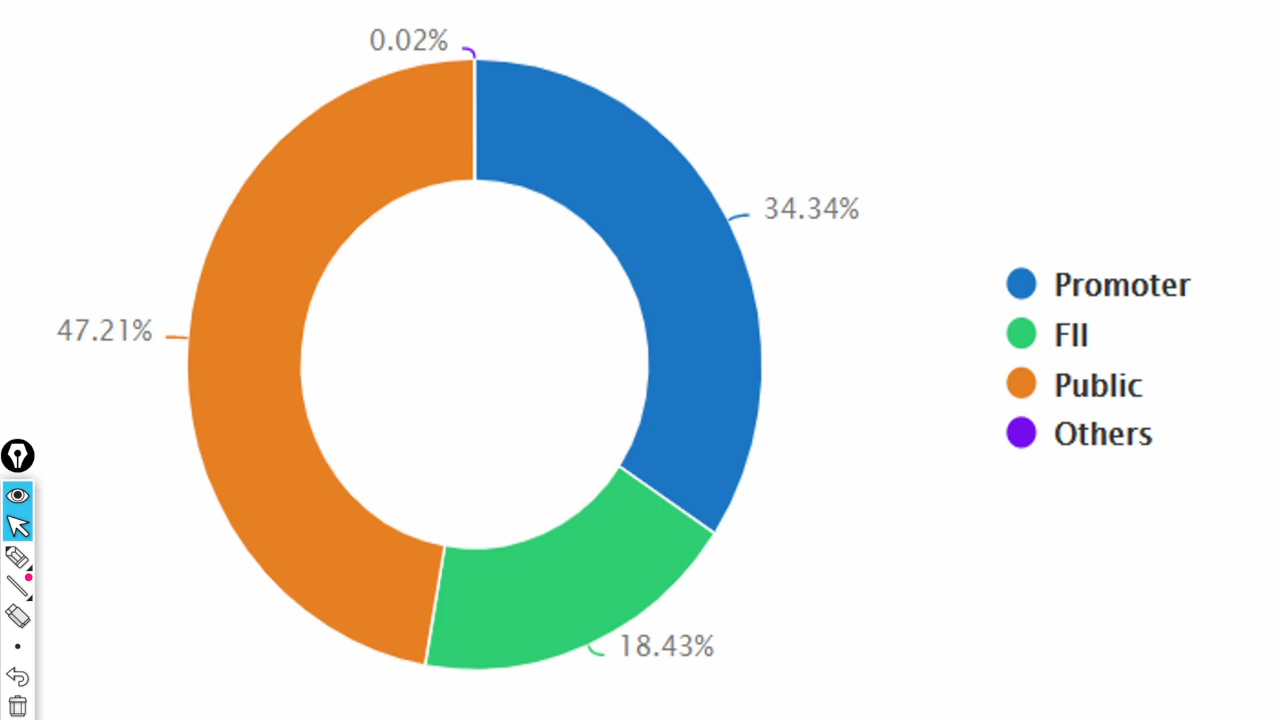 0.02%
34.34%
47.21%
18.43%
Promoter
FII
Public
Others